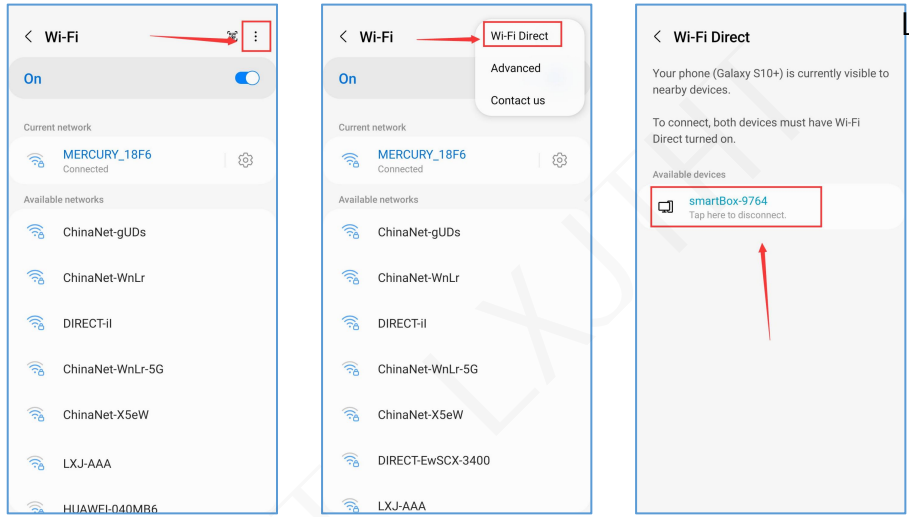 Wi-Fi
On
Current network
MERCURY_18F6
Connected
Available networks
ChinaNet-gUDs
ChinaNet-WnLr
DIRECT-iI
ChinaNet-WnLr-5G
ChinaNet-X5eW
LXJ-AAA
HUAWEI-040MB6
Wi-Fi
Wi-Fi Direct
Advanced
Contact us
On
Current network
MERCURY_18F6
Connected
Available networks
ChinaNet-gUDs
ChinaNet-WnLr
DIRECT-iI
ChinaNet-WnLr-5G
ChinaNet-X5eW
DIRECT-EwSCX-3400
LXJ-AAA
Wi-Fi Direct
Your phone (Galaxy S10+) is currently visible to
nearby devices.
To connect, both devices must have Wi-Fi
Direct turned on.
Available devices
smartBox-9764
Tap here to disconnect.
L